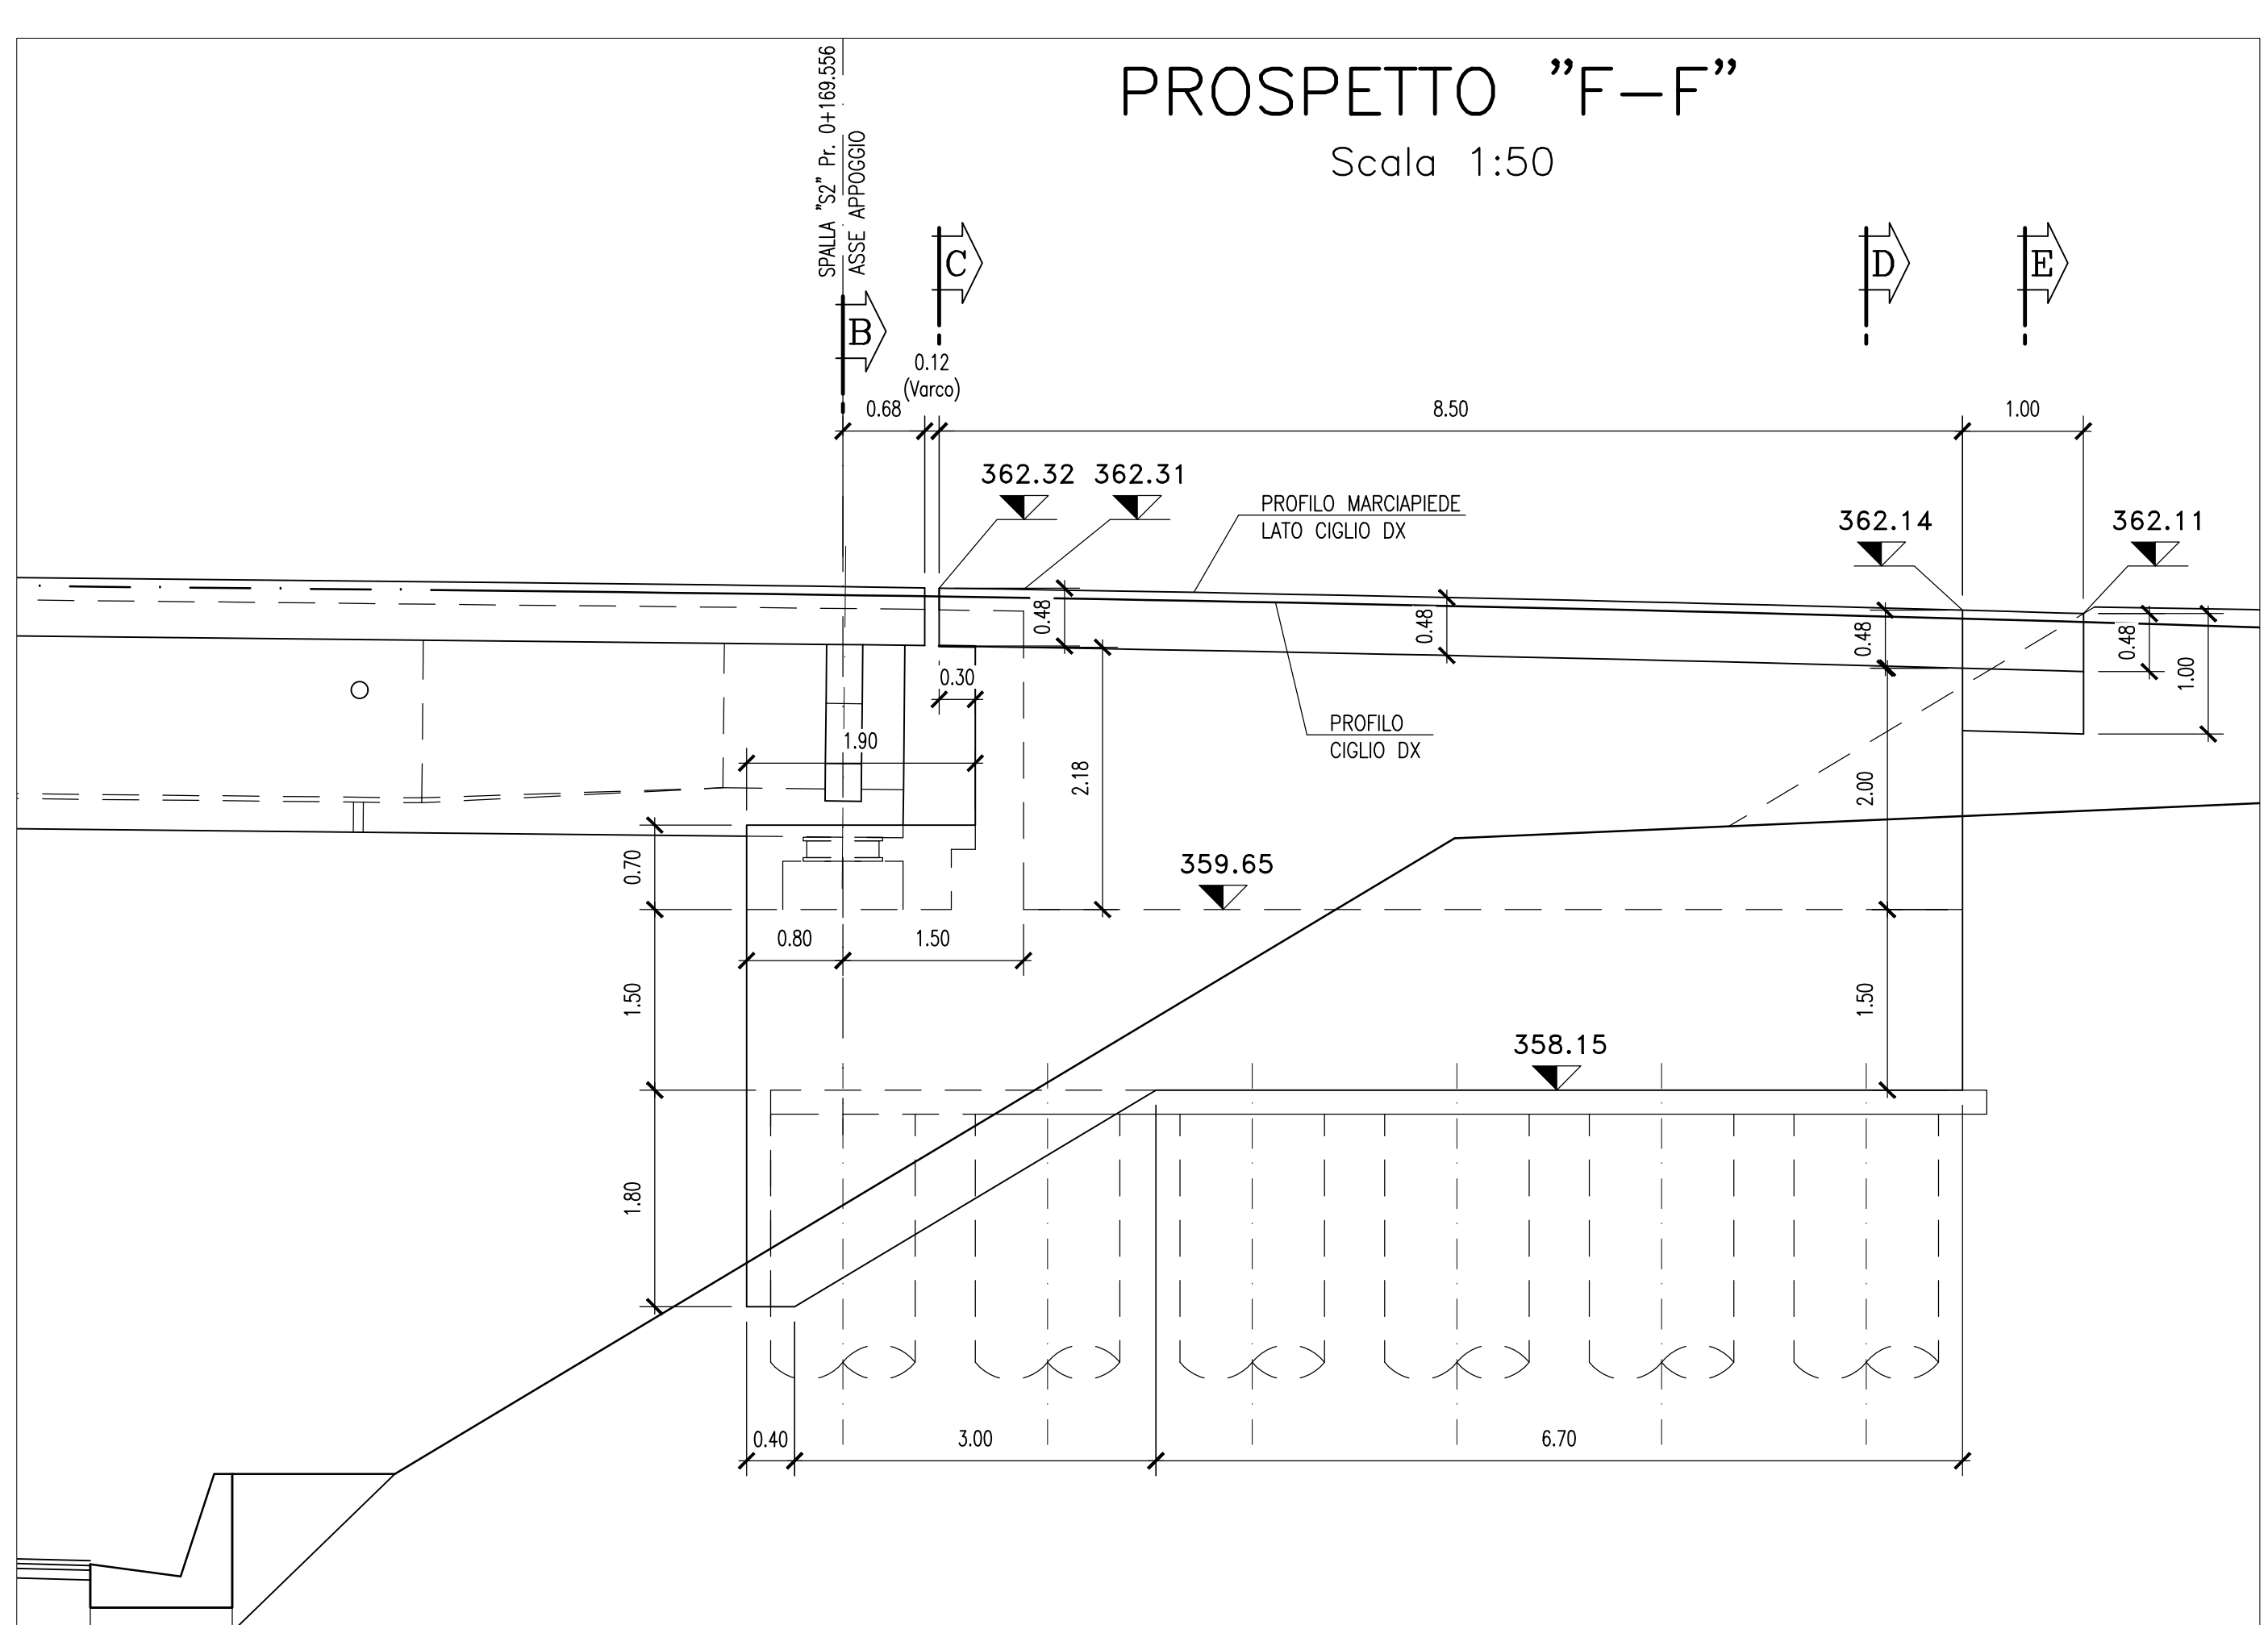 PROSPETTO "F-F"
Scala 1:50
SPALLA "S2" Pr. 0+169.556
ASSE APPOGGIO
C
D
E
B
0.12
(Varco)
0.68
8.50
1.00
362.32
362.31
PROFILO MARCIAPIEDE
LATO CIGLIO DX
362.14
362.11
0.48
0.48
0.48
0.48
1.00
0.30
PROFILO
CIGLIO DX
1.90
2.18
2.00
0.70
359.65
0.80
1.50
1.50
1.50
358.15
1.80
0.40
3.00
6.70